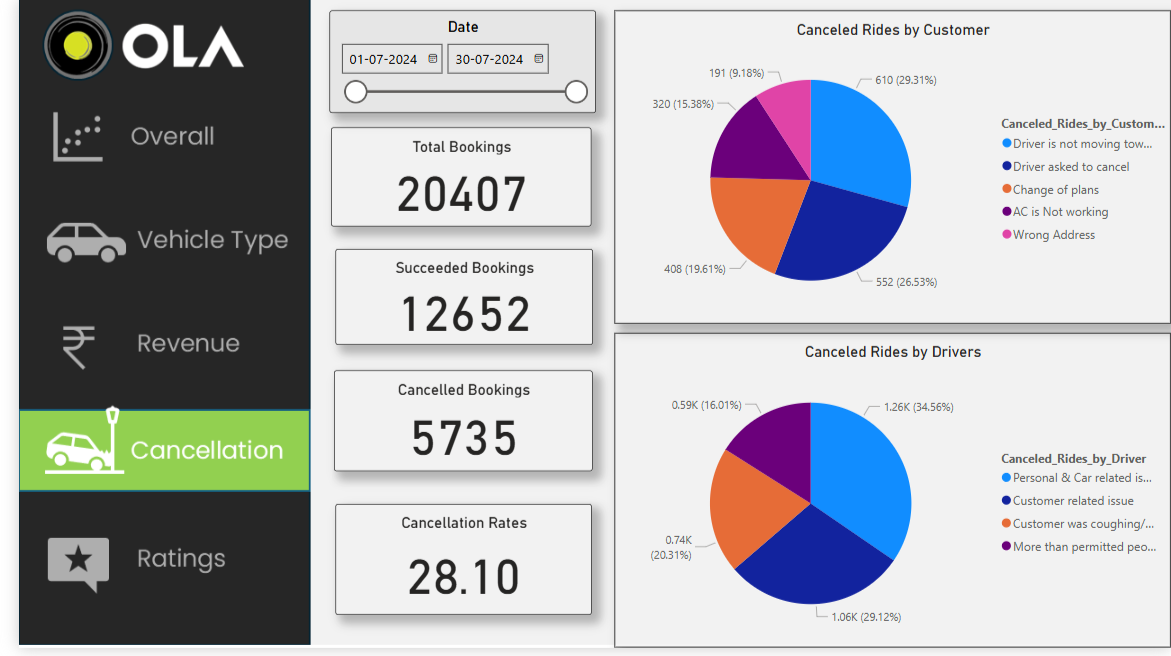 OLA
Overall
Vehicle Type
Revenue
Cancellation
Ratings
Date
01-07-2024
30-07-2024
Total Bookings
20407
Succeeded Bookings
12652
Cancelled Bookings
5735
Cancellation Rates
28.10
Canceled Rides by Customer
191 (9.18%)
610 (29.31%)
320 (15.38%)
408 (19.61%)
552 (26.53%)
Canceled_Rides_by_Custom...
Driver is not moving tow...
Driver asked to cancel
Change of plans
AC is Not working
Wrong Address
Canceled Rides by Drivers
0.59K (16.01%)
1.26K (34.56%)
0.74K
(20.31%)
1.06K (29.12%)
Canceled_Rides_by_Driver
Personal & Car related is...
Customer related issue
Customer was coughing/...
More than permitted peo...